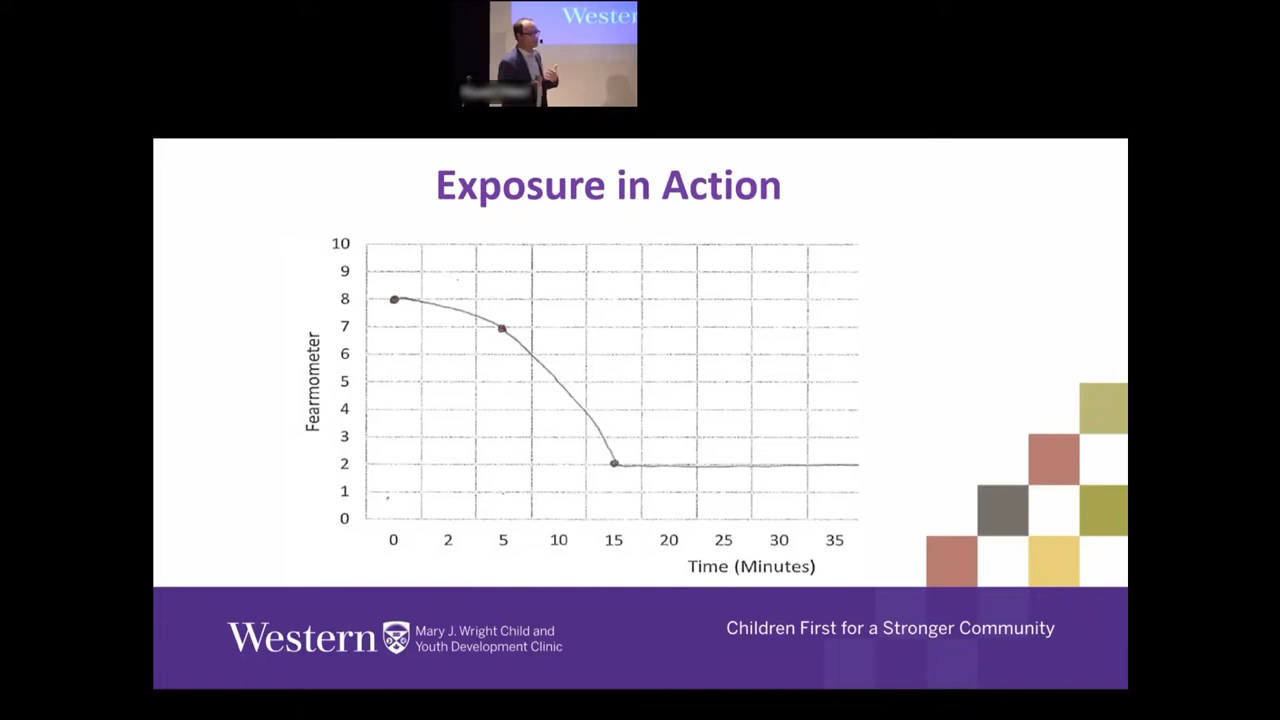 Western
Exposure in Action
10
9
8
7
6
5
4
3
2
1
0
Fearmometer
0 2 5 10 15 20 25 30 35
Time (Minutes)
Western
Mary J. Wright Child and
Youth Development Clinic
Children First for a Stronger Community